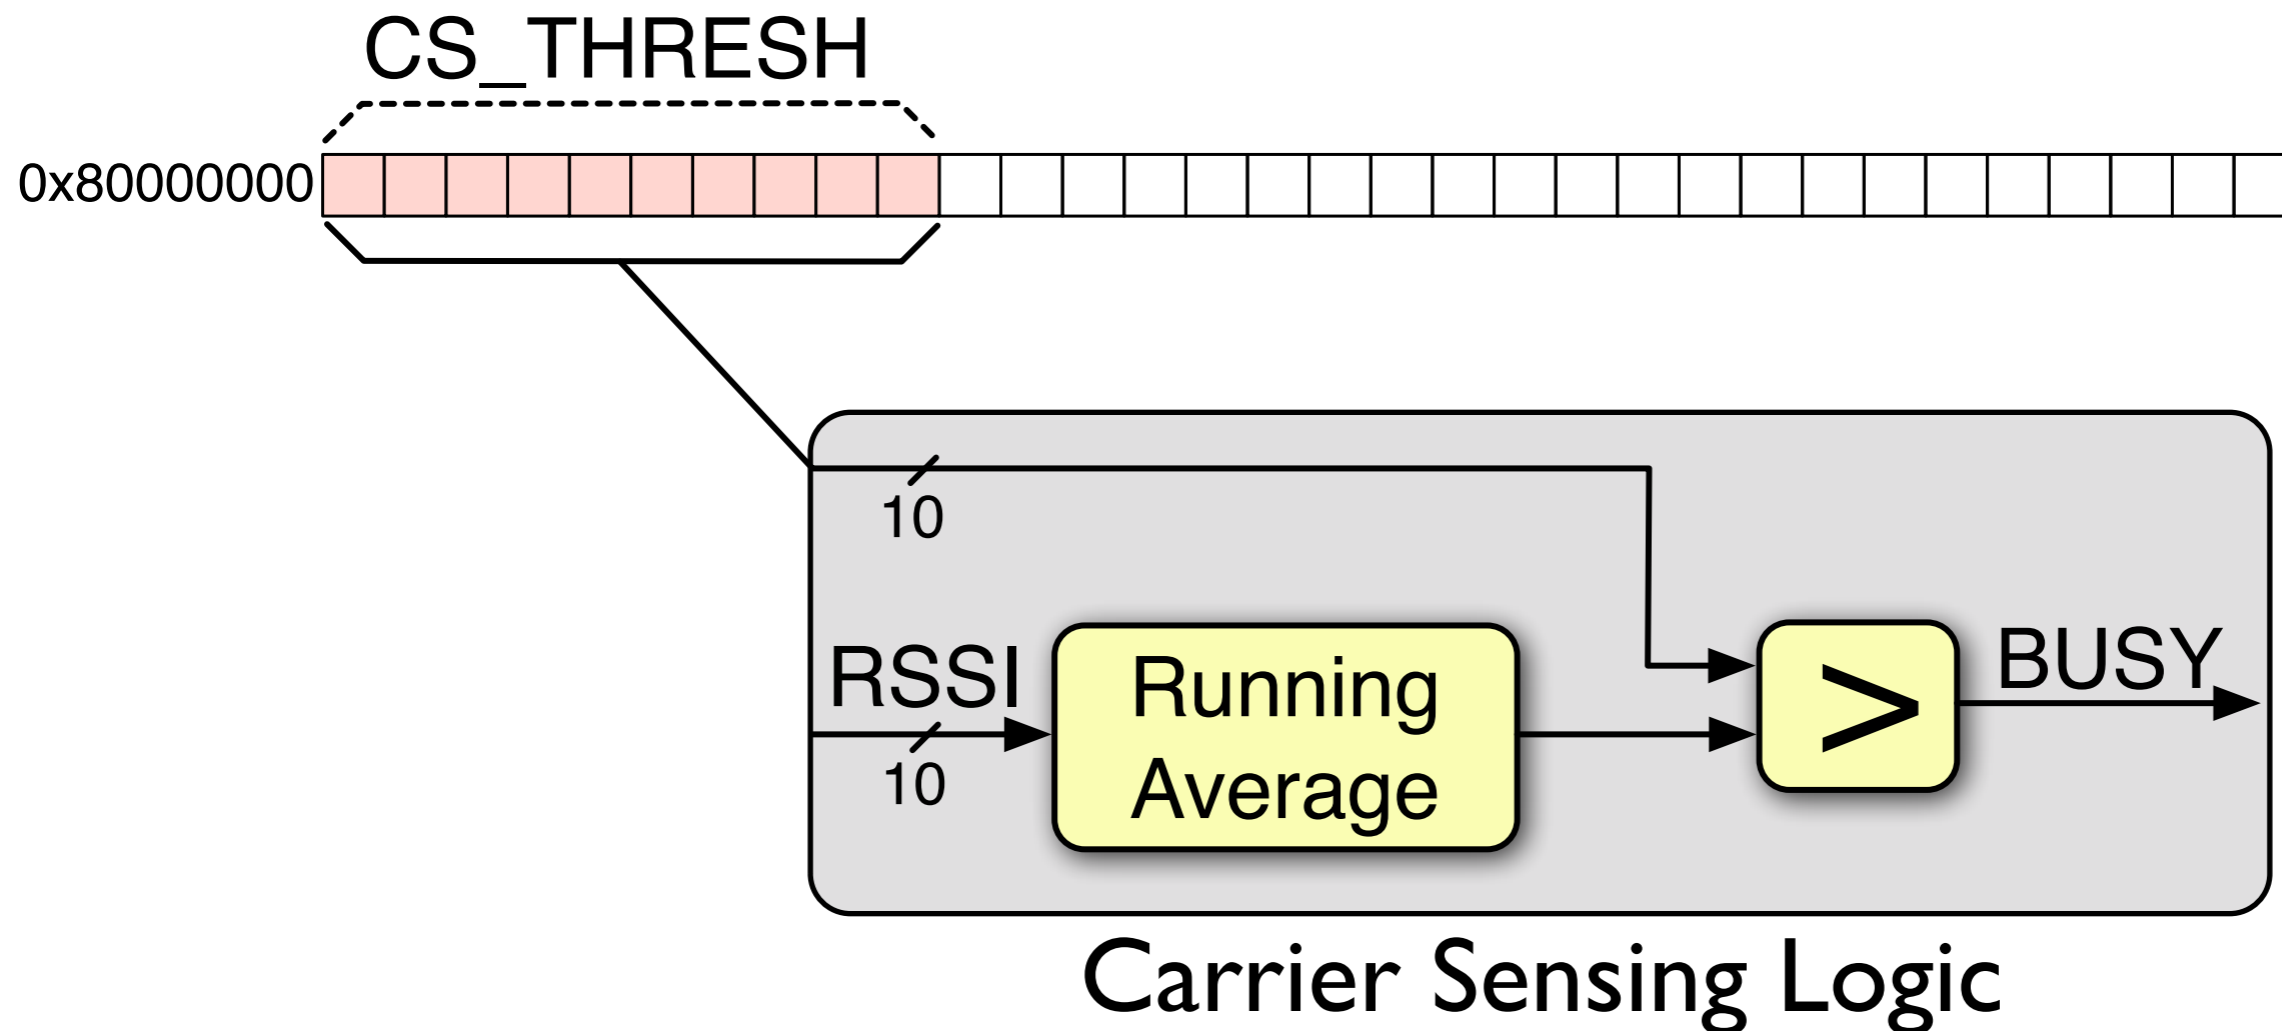 CS_THRESH
0x80000000
10
RSSI
10
Running
Average
>
BUSY
Carrier Sensing Logic